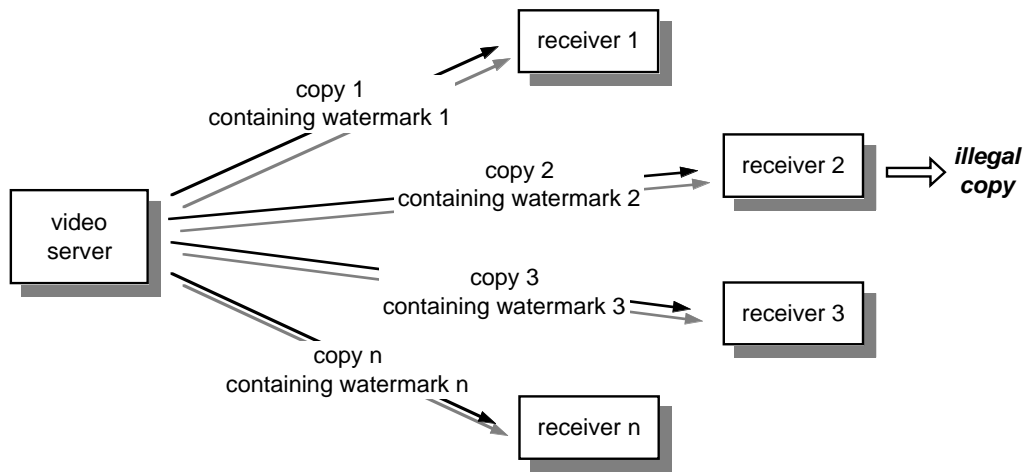 receiver 1
copy 1
containing watermark 1
copy 2
containing watermark 2
receiver 2
illegal
copy
video
server
copy 3
containing watermark 3
receiver 3
copy n
containing watermark n
receiver n